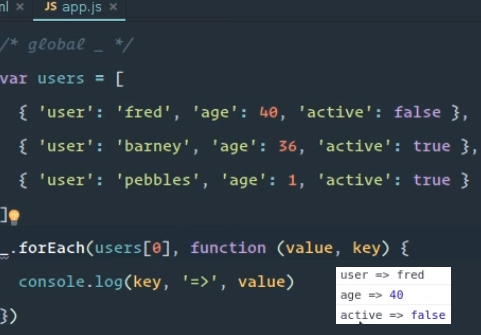 ml × JS app.js ×
/* global _ */
var users = [
{ 'user': 'fred', 'age': 40, 'active': false },
{ 'user': 'barney', 'age': 36, 'active': true },
{ 'user': 'pebbles', 'age': 1, 'active': true }
]
_.forEach(users[0], function (value, key) {
console.log(key, '=>', value)
})
user => fred
age => 40
active => false